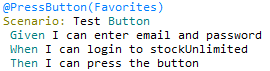 @PressButton(Favorites)
Scenario: Test Button
Given I can enter email and password
When I can login to stockUnlimited
Then I can press the button